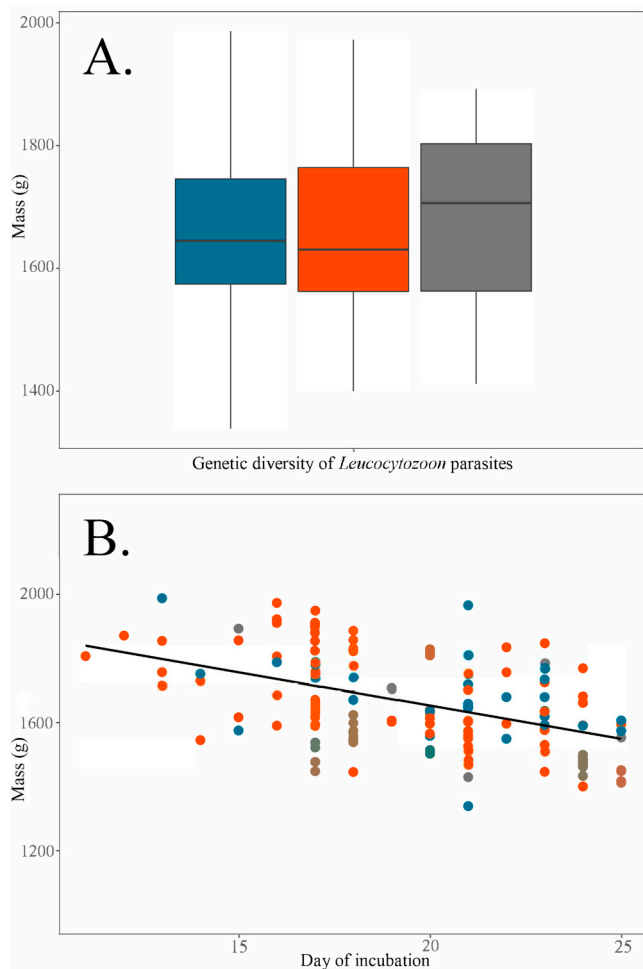 2000
A.
1800
Mass (g)
1600
1400
Genetic diversity of Leucocytozoon parasites
B.
2000
Mass (g)
1600
1200
15
20
25
Day of incubation